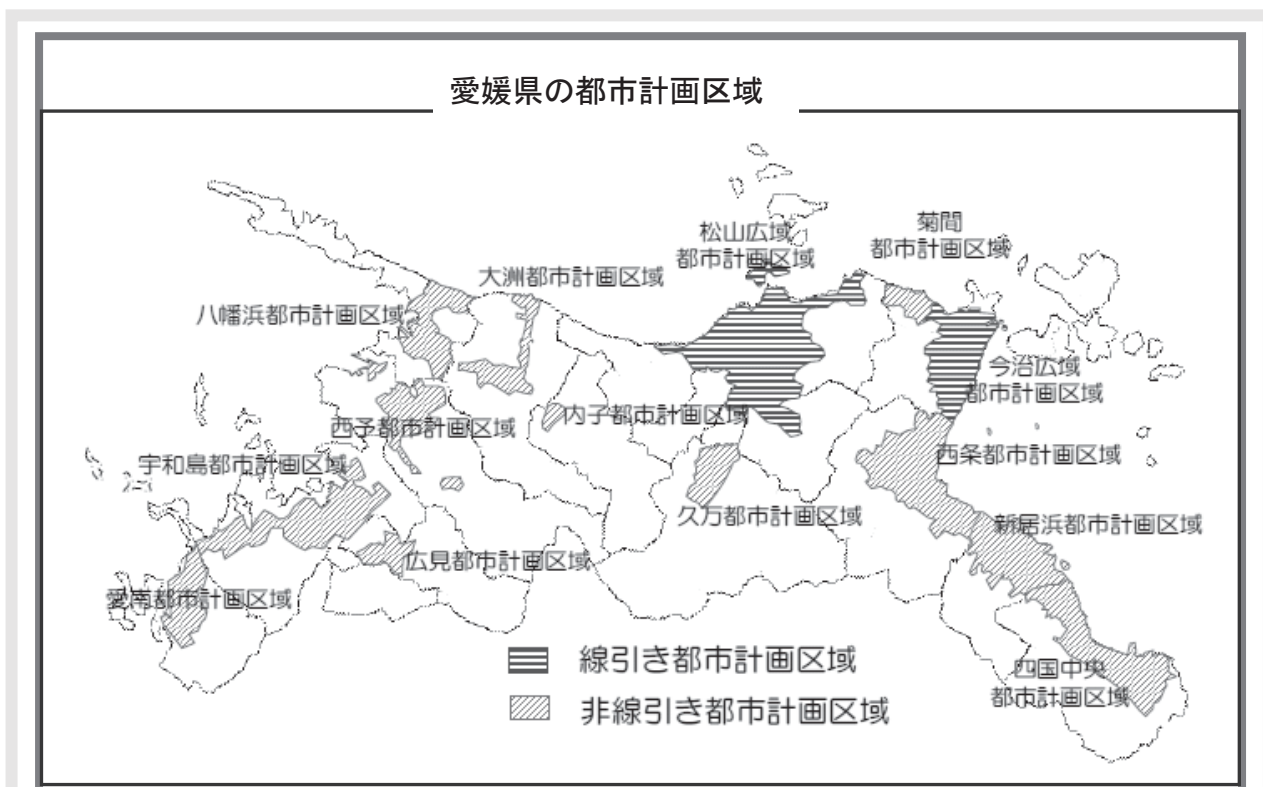 愛媛県の都市計画区域
松山広域
都市計画区域
菊間
都市計画区域
大洲都市計画区域
八幡浜都市計画区域
今治広域
都市計画区域
内子都市計画区域
西予都市計画区域
西条都市計画区域
宇和島都市計画区域
久万都市計画区域
新居浜都市計画区域
広見都市計画区域
愛南都市計画区域
四国中央
都市計画区域
線引き都市計画区域
非線引き都市計画区域